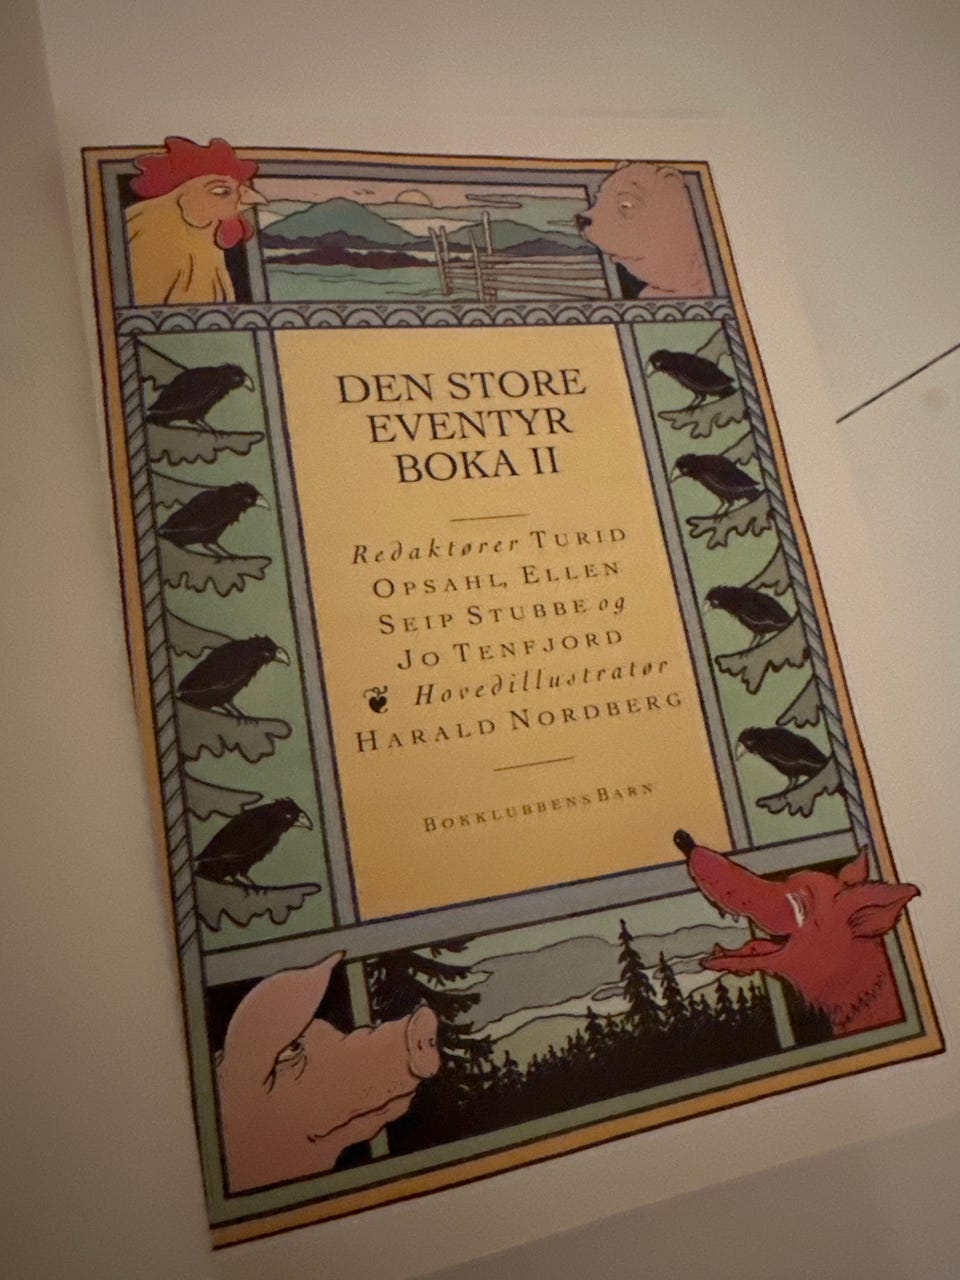 DEN STORE
EVENTYR
BOKA II
Redaktører TURID
OPSAHL, ELLEN
SEIP STUBBE og
JO TENFJORD
❦ Hovedillustratør
HARALD NORDBERG
BOKKLUBBENS BARN